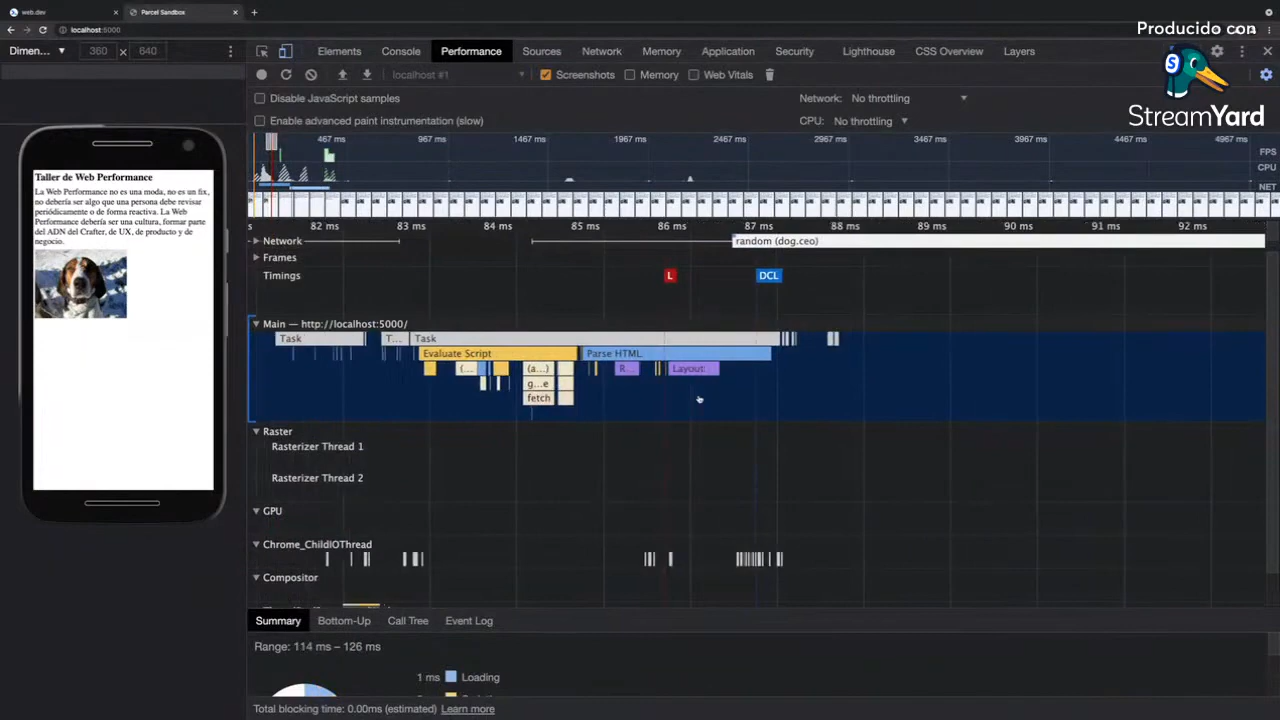 web.dev
Parcel Sandbox
localhost:5000
Producido con
StreamYard
Dimen...
360
640
Elements
Console
Performance
Sources
Network
Memory
Application
Security
Lighthouse
CSS Overview
Layers
localhost #1
Screenshots
Memory
Web Vitals
Disable JavaScript samples
Network: No throttling
Enable advanced paint instrumentation (slow)
CPU: No throttling
467 ms
967 ms
1467 ms
1967 ms
2467 ms
2967 ms
3467 ms
3967 ms
4467 ms
4967 ms
FPS
CPU
NET
Taller de Web Performance
La Web Performance no es una moda, no es un fix,
no debería ser algo que una persona debe revisar
periódicamente o de forma reactiva. La Web
Performance debería ser una cultura, formar parte
del ADN del Crafter, de UX, de producto y de
negocio.
s
82 ms
83 ms
84 ms
85 ms
86 ms
87 ms
88 ms
89 ms
90 ms
91 ms
92 ms
Network
random (dog.ceo)
Frames
Timings
L
DCL
Main — http://localhost:5000/
Task
T...
Task
Evaluate Script
Parse HTML
(...
(a...)
R...
Layout
g...e
fetch
Raster
Rasterizer Thread 1
Rasterizer Thread 2
GPU
Chrome_ChildIOThread
Compositor
Summary
Bottom-Up
Call Tree
Event Log
Range: 114 ms – 126 ms
1 ms
Loading
Total blocking time: 0.00ms (estimated)
Learn more